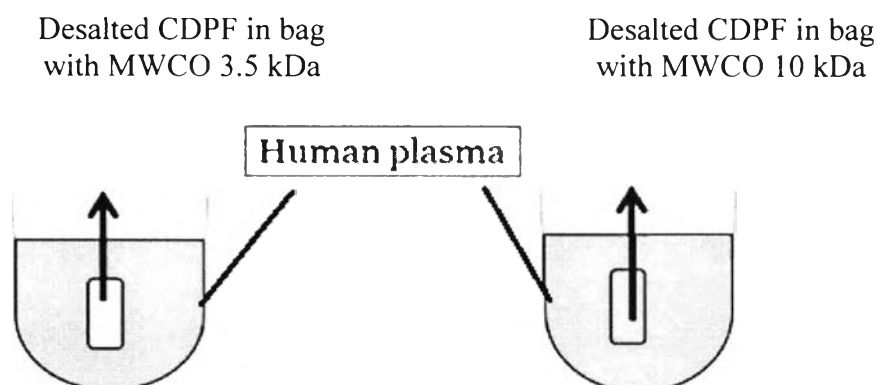 Desalted CDPF in bag
with MWCO 3.5 kDa
Desalted CDPF in bag
with MWCO 10 kDa
Human plasma